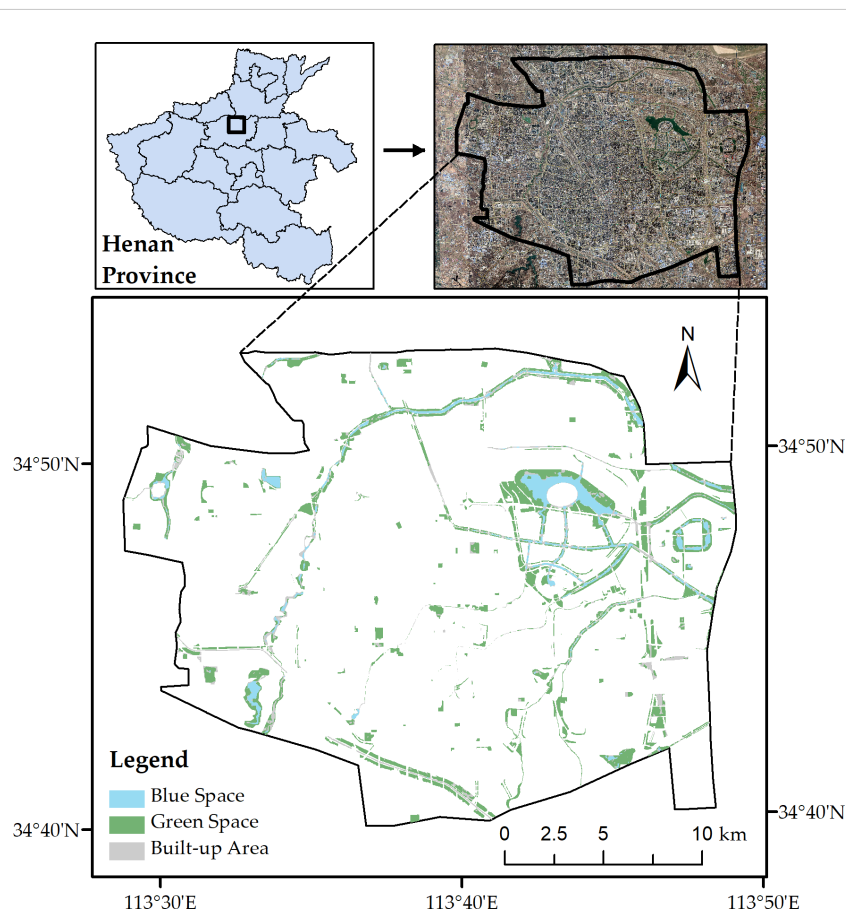 Henan
Province
N
34°50'N
34°50'N
34°40'N
34°40'N
Legend
Blue Space
Green Space
Built-up Area
0 2.5 5 10 km
113°30'E 113°40'E 113°50'E